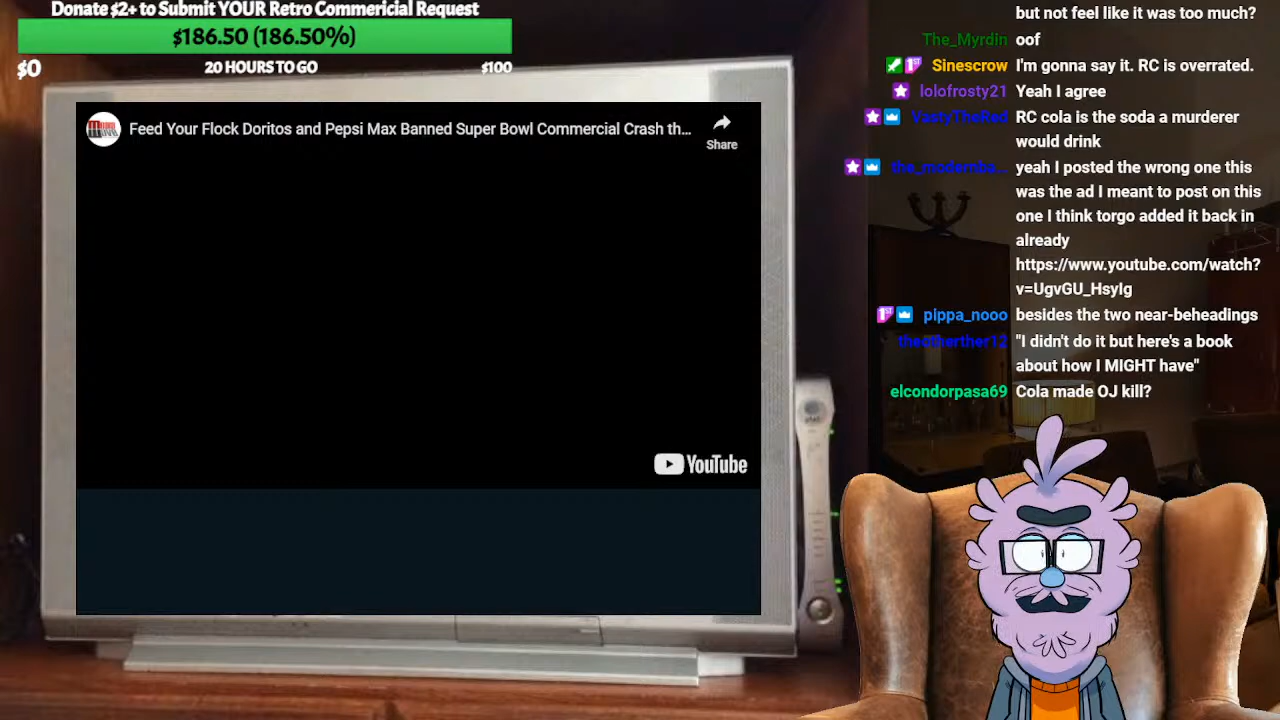 Donate $2+ to Submit YOUR Retro Commericial Request
$186.50 (186.50%)
$0
20 HOURS TO GO
$100
Feed Your Flock Doritos and Pepsi Max Banned Super Bowl Commercial Crash th...
Share
YouTube
but not feel like it was too much?
The_Myrdin oof
Sinescrow I'm gonna say it. RC is overrated.
lolofrosty21 Yeah I agree
VastyTheRed RC cola is the soda a murderer
would drink
the_modernba... yeah I posted the wrong one this
was the ad I meant to post on this
one I think torgo added it back in
already
https://www.youtube.com/watch?
v=UgvGU_HsyIg
pippa_nooo besides the two near-beheadings
theotherther12 "I didn't do it but here's a book
about how I MIGHT have"
elcondorpasa69 Cola made OJ kill?